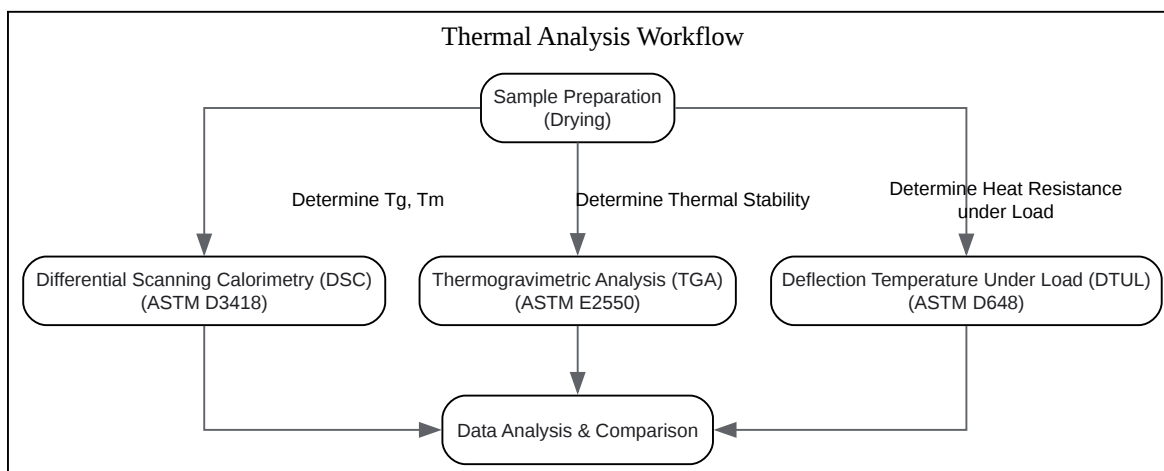 Thermal Analysis Workflow
Sample Preparation
(Drying)
Determine Tg, Tm
Determine Thermal Stability
Determine Heat Resistance
under Load
Differential Scanning Calorimetry (DSC)
(ASTM D3418)
Thermogravimetric Analysis (TGA)
(ASTM E2550)
Deflection Temperature Under Load (DTUL)
(ASTM D648)
Data Analysis & Comparison